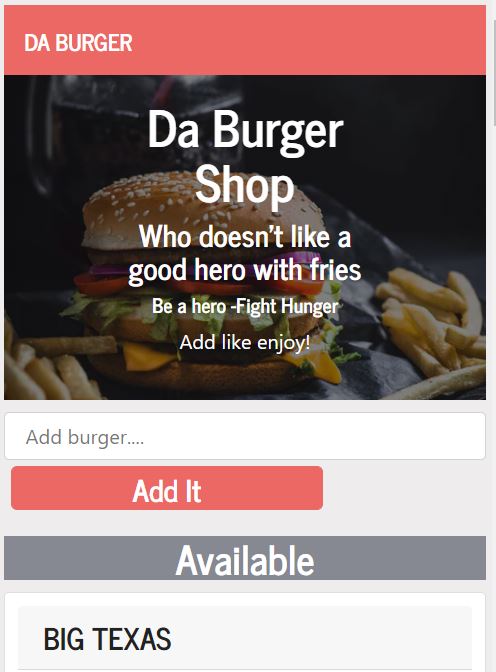 DA BURGER
Da Burger
Shop
Who doesn't like a
good hero with fries
Be a hero -Fight Hunger
Add like enjoy!
Add burger....
Add It
Available
BIG TEXAS